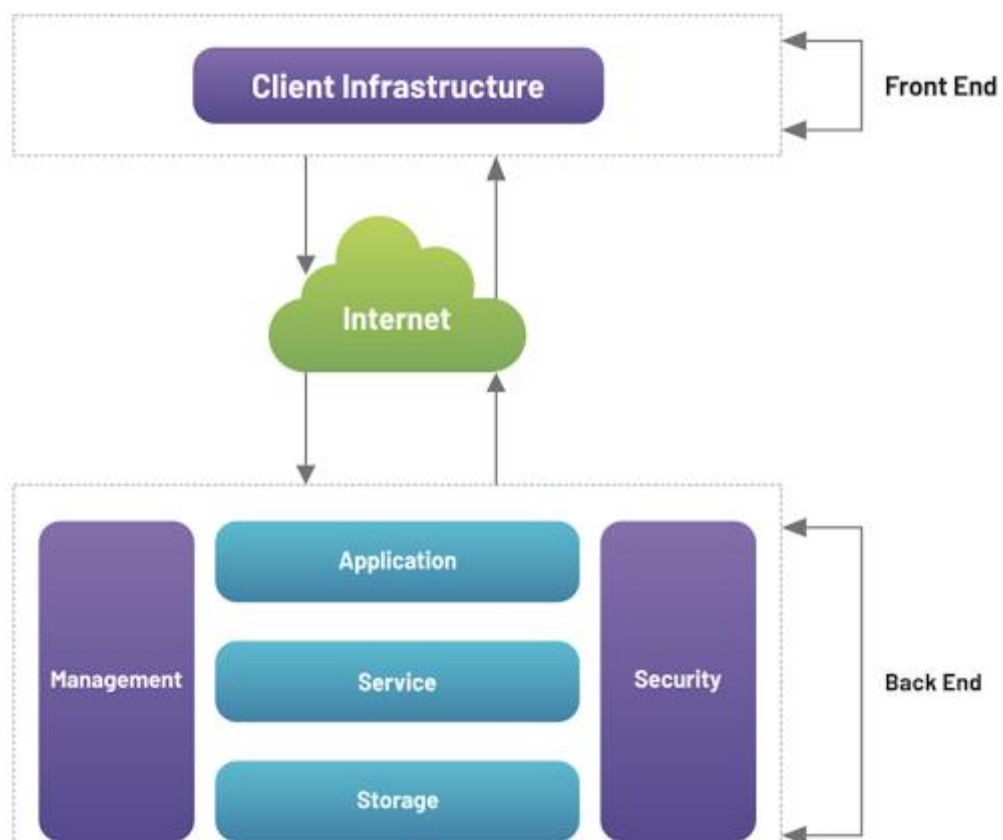 Client Infrastructure
Front End
Internet
Application
Management
Service
Security
Back End
Storage